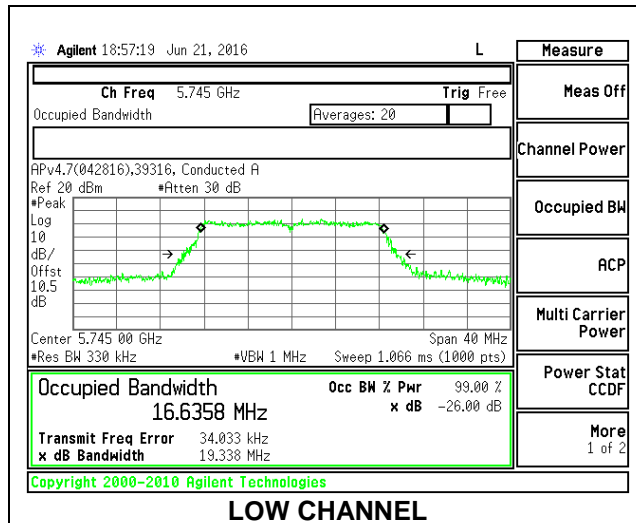 Agilent 18:57:19 Jun 21, 2016 L
Measure
Ch Freq 5.745 GHz Trig Free
Occupied Bandwidth Averages: 20
APv4.7(042816),39316, Conducted A
Ref 20 dBm #Atten 30 dB
#Peak
Log
10
dB/
Offst
10.5
dB
Center 5.745 00 GHz Span 40 MHz
#Res BW 330 kHz #VBW 1 MHz Sweep 1.066 ms (1000 pts)
Occupied Bandwidth Occ BW % Pwr 99.00 %
16.6358 MHz x dB -26.00 dB
Transmit Freq Error 34.033 kHz
x dB Bandwidth 19.338 MHz
Copyright 2000-2010 Agilent Technologies
Meas Off
Channel Power
Occupied BW
ACP
Multi Carrier
Power
Power Stat
CCDF
More
1 of 2
LOW CHANNEL